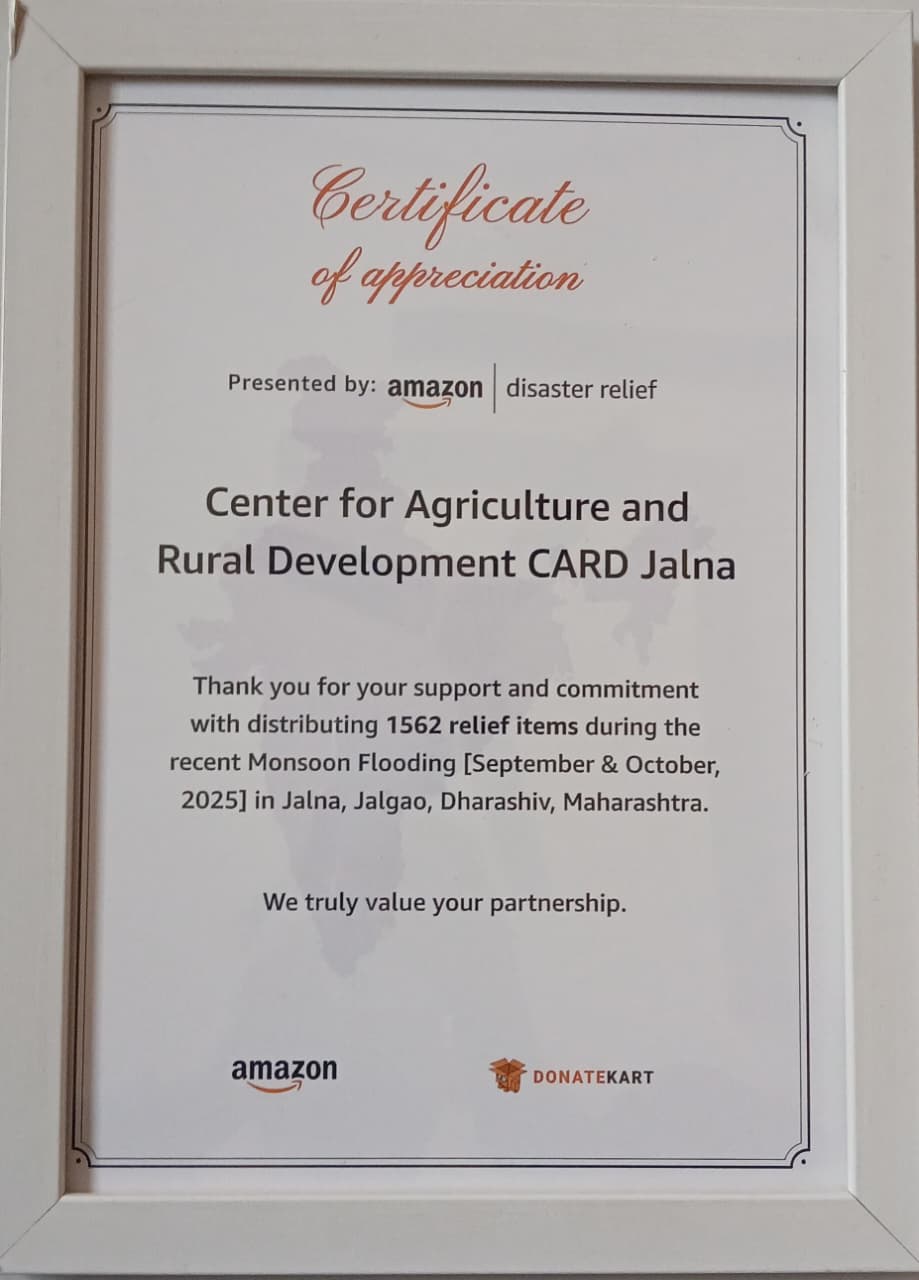 Certificate
of appreciation
Presented by: amazon | disaster relief
Center for Agriculture and
Rural Development CARD Jalna
Thank you for your support and commitment
with distributing 1562 relief items during the
recent Monsoon Flooding [September & October,
2025] in Jalna, Jalgao, Dharashiv, Maharashtra.
We truly value your partnership.
amazon DONATEKART